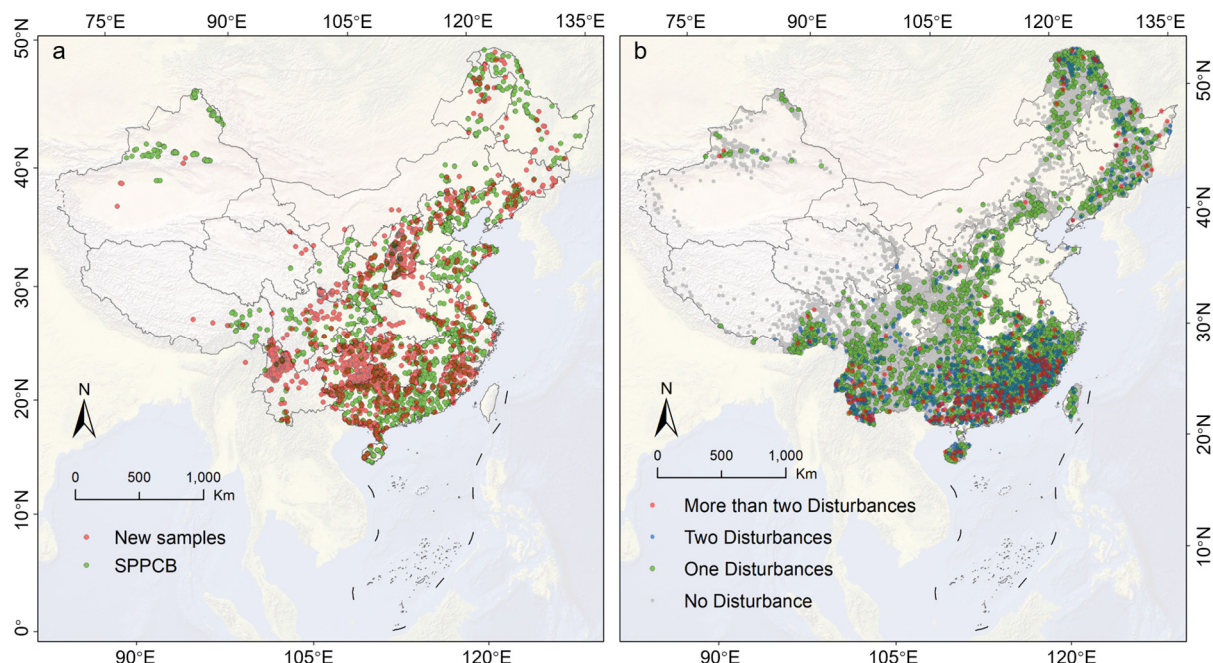 75°E 90°E 105°E 120°E 135°E
a
50°N
40°N
30°N
20°N
10°N
0°
N
0 500 1,000
Km
New samples
SPPCB
90°E 105°E 120°E
75°E 90°E 105°E 120°E 135°E
b
50°N
40°N
30°N
20°N
10°N
N
0 500 1,000
Km
More than two Disturbances
Two Disturbances
One Disturbances
No Disturbance
90°E 105°E 120°E